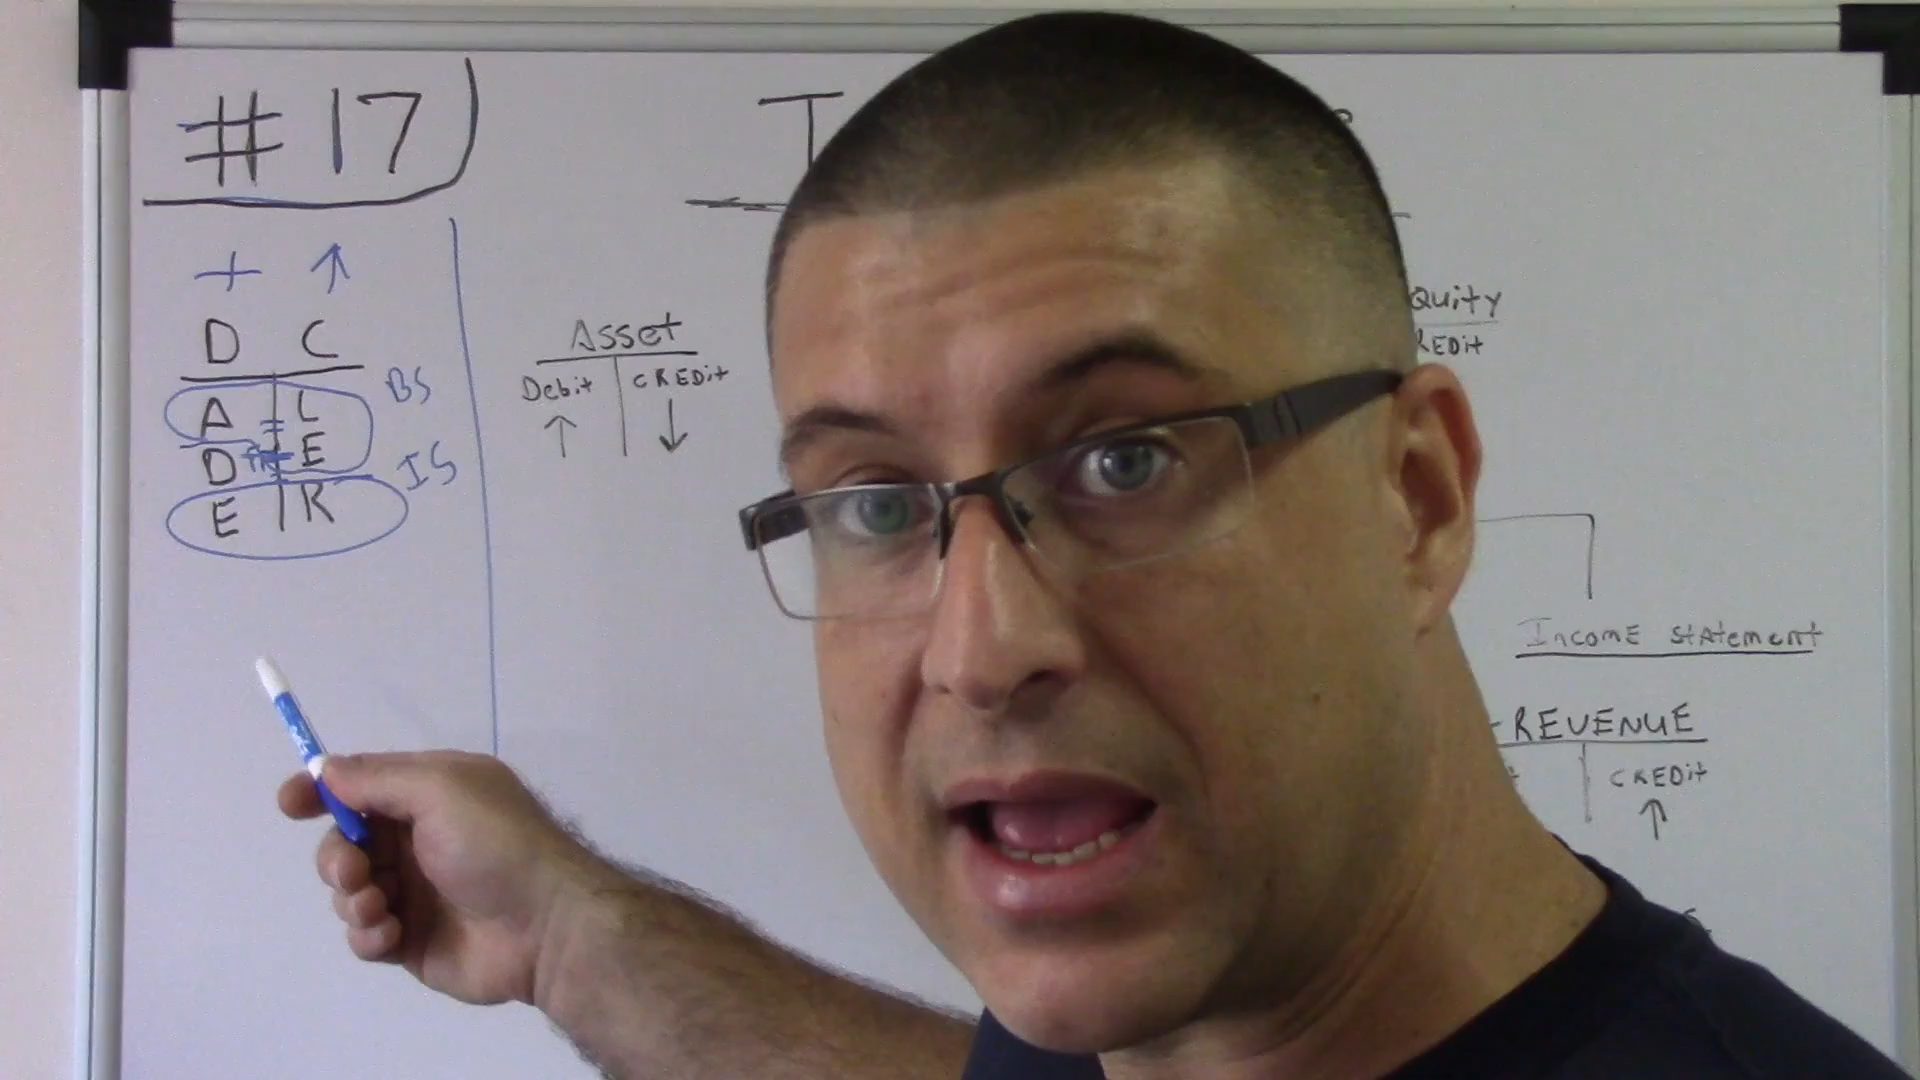 # 17
+ ↑
D C
A = L
D E
E R
BS
IS
T
Asset
Debit CREDit
↑ ↓
Quity
REDit
Income statement
REVENUE
CREDit
↑